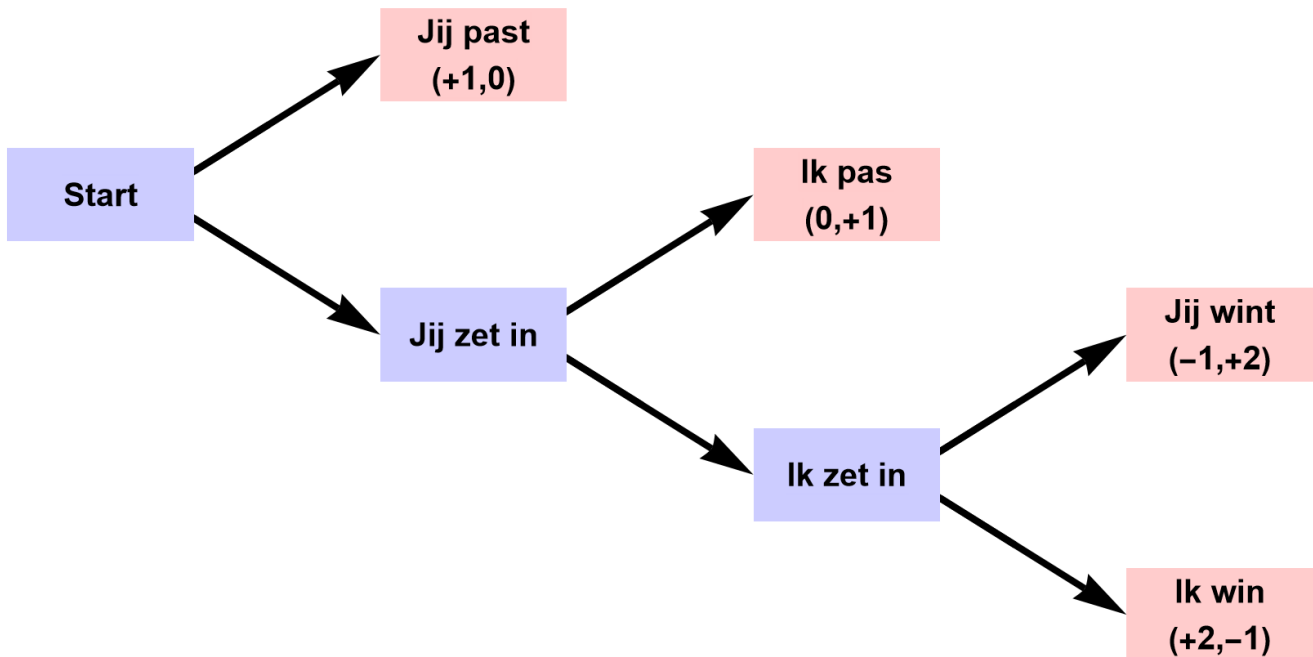 Jij past
(+1,0)
Start
Ik pas
(0,+1)
Jij zet in
Jij wint
(−1,+2)
Ik zet in
Ik win
(+2,−1)